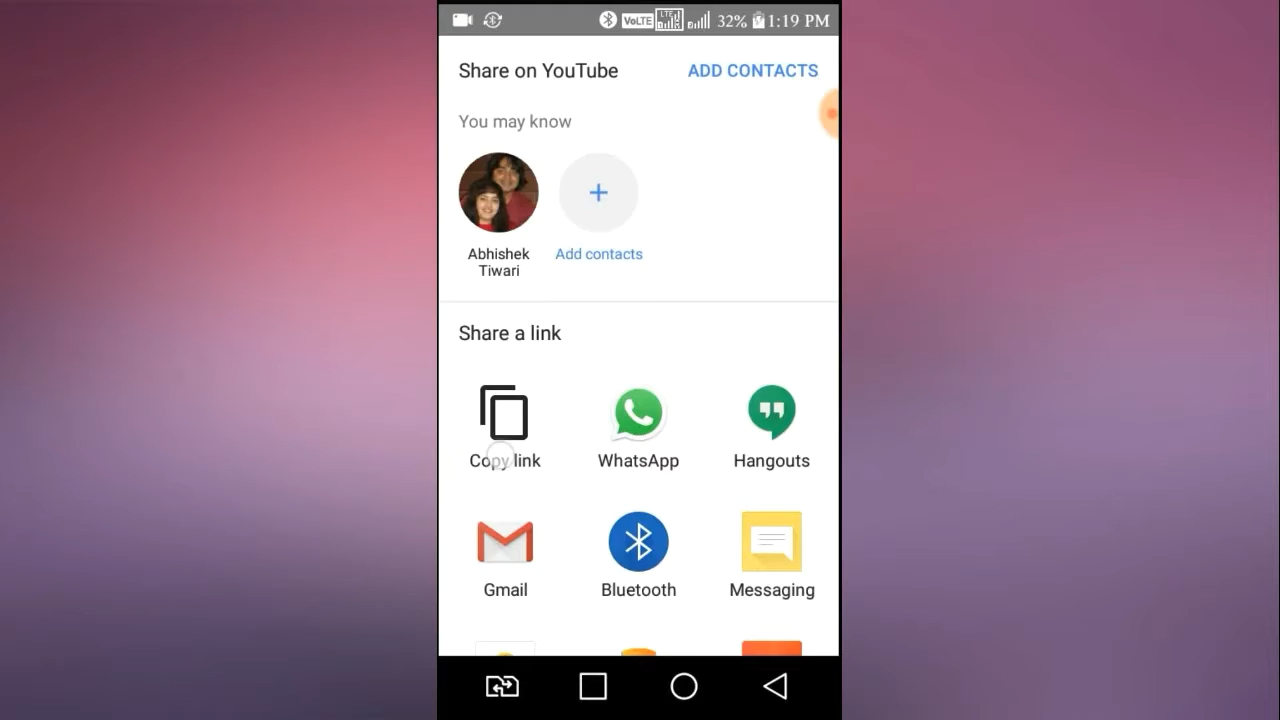 VoLTE LTE 32% 1:19 PM
Share on YouTube ADD CONTACTS
You may know
Abhishek
Tiwari
Add contacts
Share a link
Copy link WhatsApp Hangouts
Gmail Bluetooth Messaging